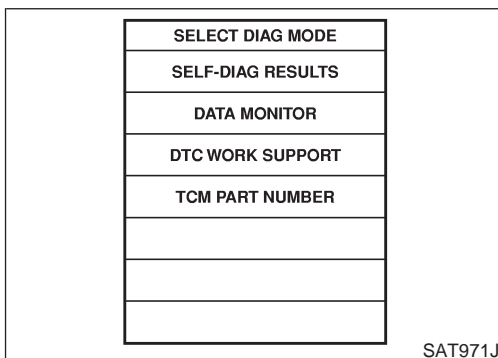 SELECT DIAG MODE
SELF-DIAG RESULTS
DATA MONITOR
DTC WORK SUPPORT
TCM PART NUMBER
SAT971J